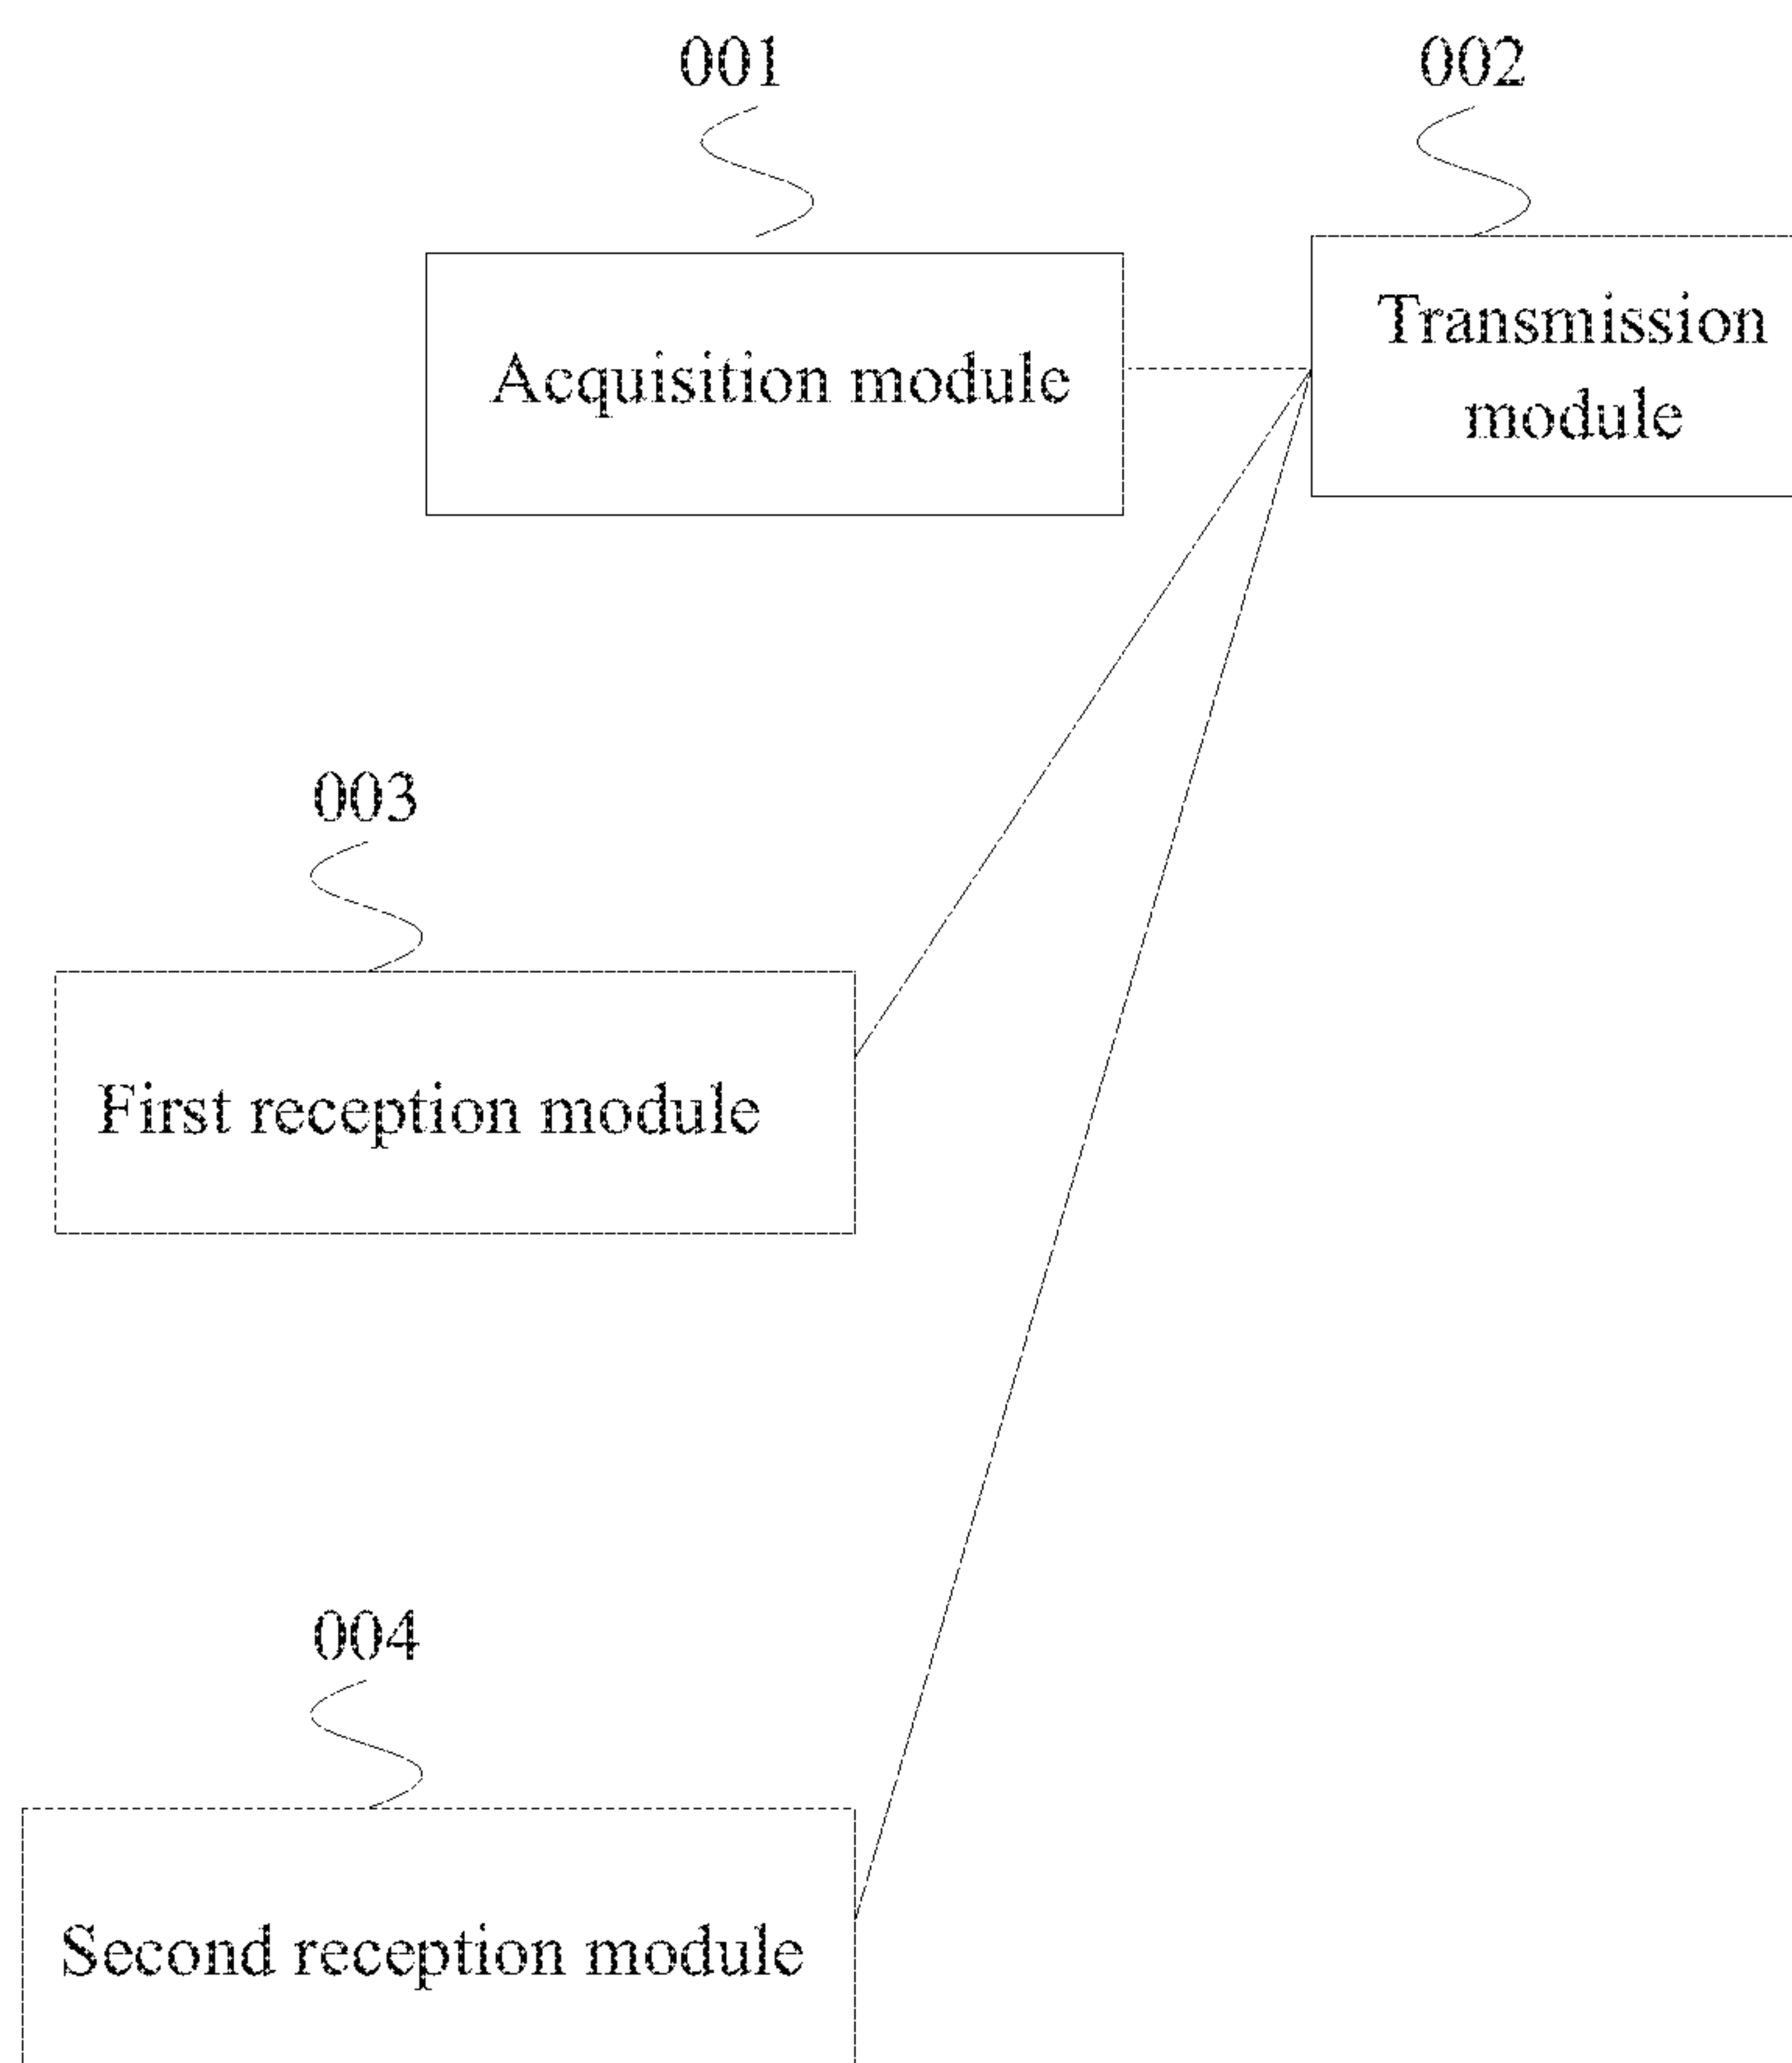 001
002
Acquisition module
Transmission
module
003
First reception module
004
Second reception module